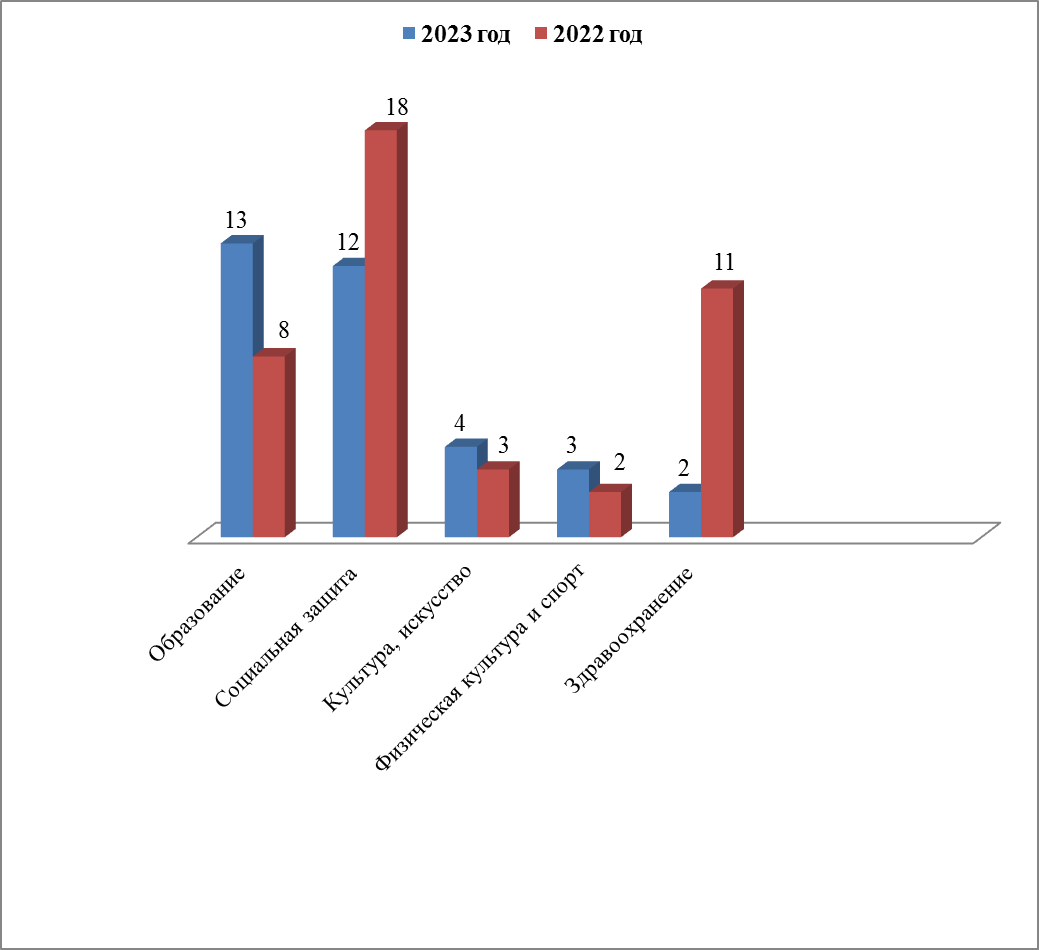 2023 год 2022 год
18
13
12
11
8
4
3
3
2
2
Образование
Социальная защита
Культура, искусство
Физическая культура и спорт
Здравоохранение